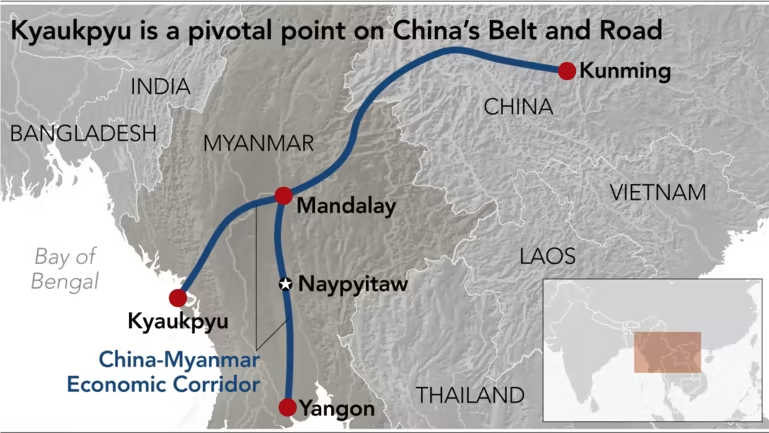 Kyaukpyu is a pivotal point on China's Belt and Road
Kunming
INDIA
CHINA
BANGLADESH
MYANMAR
VIETNAM
Mandalay
Bay of
Bengal
LAOS
Naypyitaw
Kyaukpyu
China-Myanmar
Economic Corridor
THAILAND
Yangon